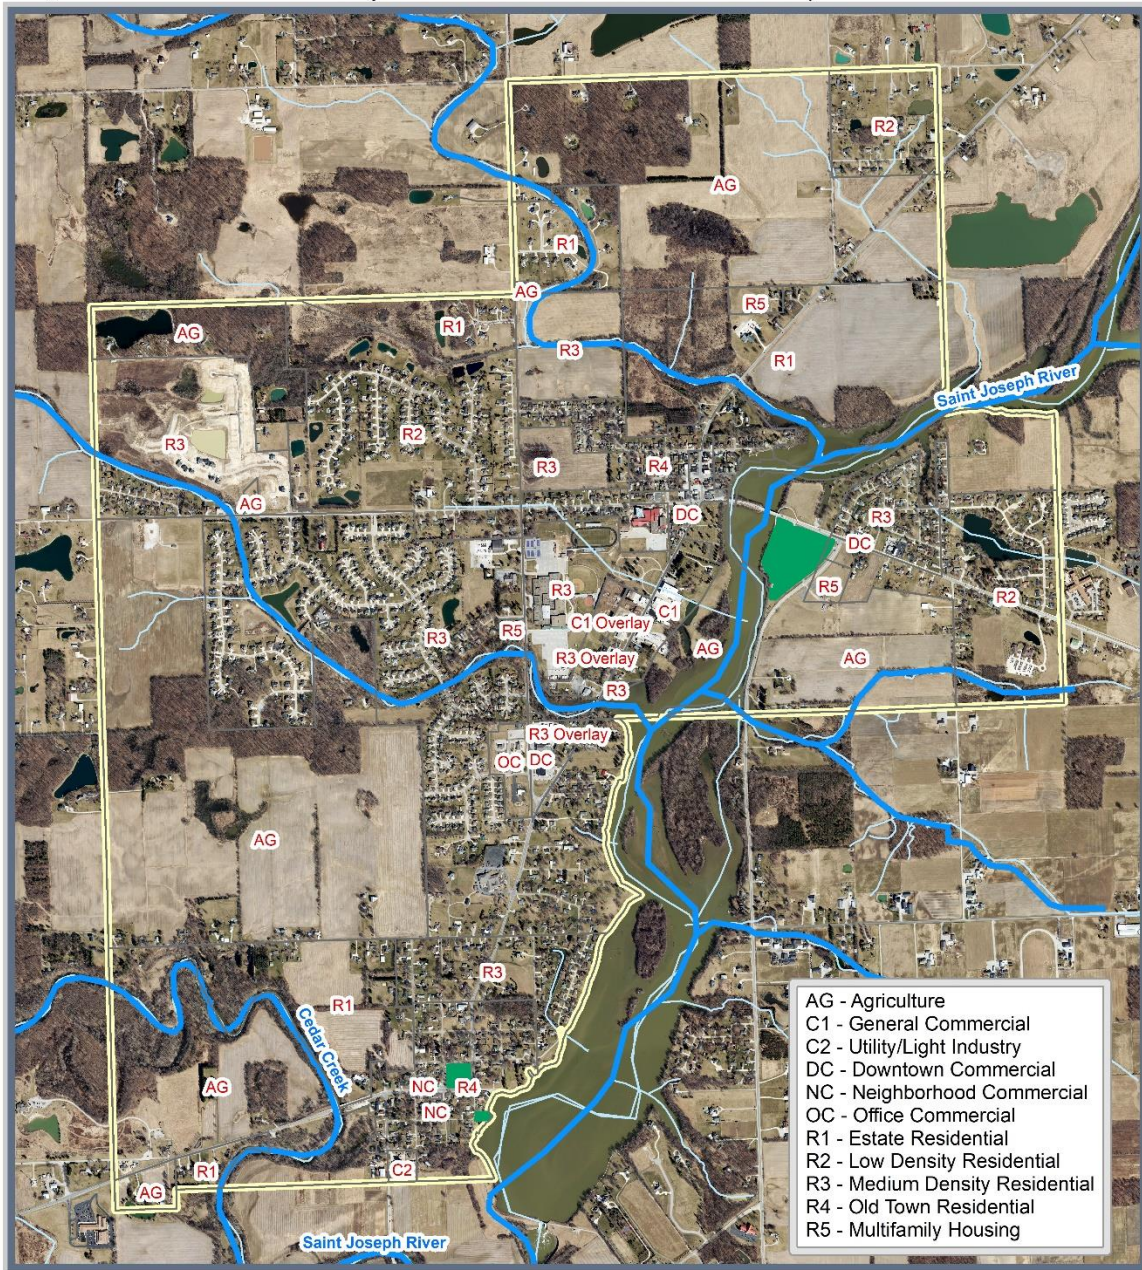 R2
AG
R1
AG
R5
R1
AG
R3
R1
Saint Joseph River
R2
R3
R4
R3
AG
DC
R3
DC
R3
R5
R2
C1
C1 Overlay
R5
R3
AG
R3 Overlay
AG
R3
R3 Overlay
OC
DC
AG
R3
R1
Cedar Creek
AG
NC
R4
NC
R1
C2
AG
Saint Joseph River
AG - Agriculture
C1 - General Commercial
C2 - Utility/Light Industry
DC - Downtown Commercial
NC - Neighborhood Commercial
OC - Office Commercial
R1 - Estate Residential
R2 - Low Density Residential
R3 - Medium Density Residential
R4 - Old Town Residential
R5 - Multifamily Housing